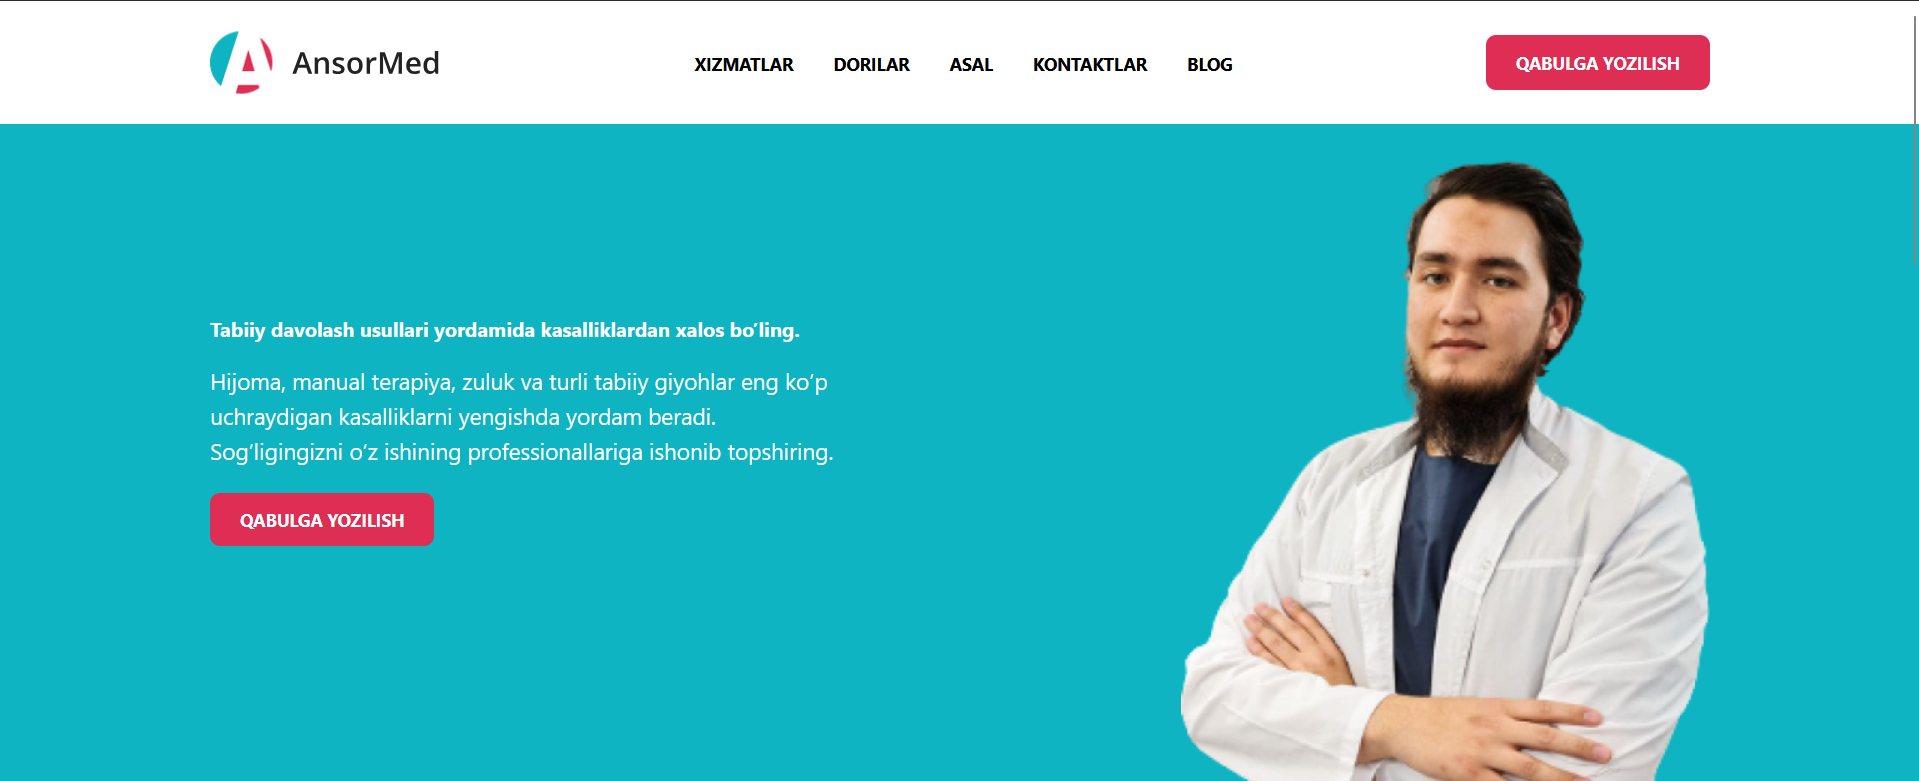 AnsorMed
XIZMATLAR DORILAR ASAL KONTAKTLAR BLOG
QABULGA YOZILISH
Tabiiy davolash usullari yordamida kasalliklardan xalos bo‘ling.
Hijoma, manual terapiya, zuluk va turli tabiiy giyohlar eng ko‘p
uchraydigan kasalliklarni yengishda yordam beradi.
Sog‘ligingizni o‘z ishining professionallariga ishonib topshiring.
QABULGA YOZILISH